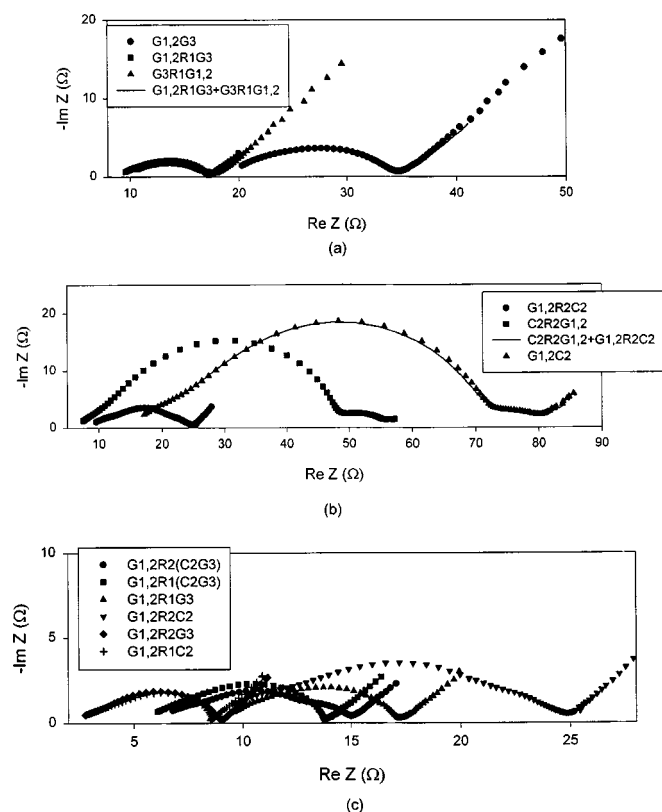 20
G1,2G3
G1,2R1G3
G3R1G1,2
G1,2R1G3+G3R1G1,2
-Im Z (Ω)
10
0
10 20 30 40 50
Re Z (Ω)
(a)
30
G1,2R2C2
C2R2G1,2
C2R2G1,2+G1,2R2C2
G1,2C2
-Im Z (Ω)
20
10
0
10 20 30 40 50 60 70 80 90
Re Z (Ω)
(b)
10
G1,2R2(C2G3)
G1,2R1(C2G3)
G1,2R1G3
G1,2R2C2
G1,2R2G3
G1,2R1C2
-Im Z (Ω)
5
0
5 10 15 20 25
Re Z (Ω)
(c)